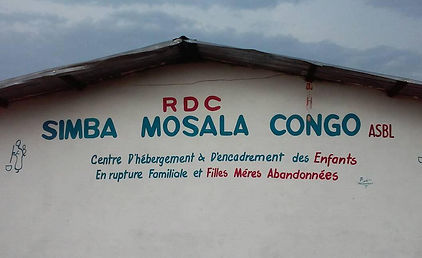 RDC
SIMBA MOSALA CONGO ASBL
Centre D'hébergement & D'encadrement des Enfants
En rupture Familiale et Filles Méres Abandonnées